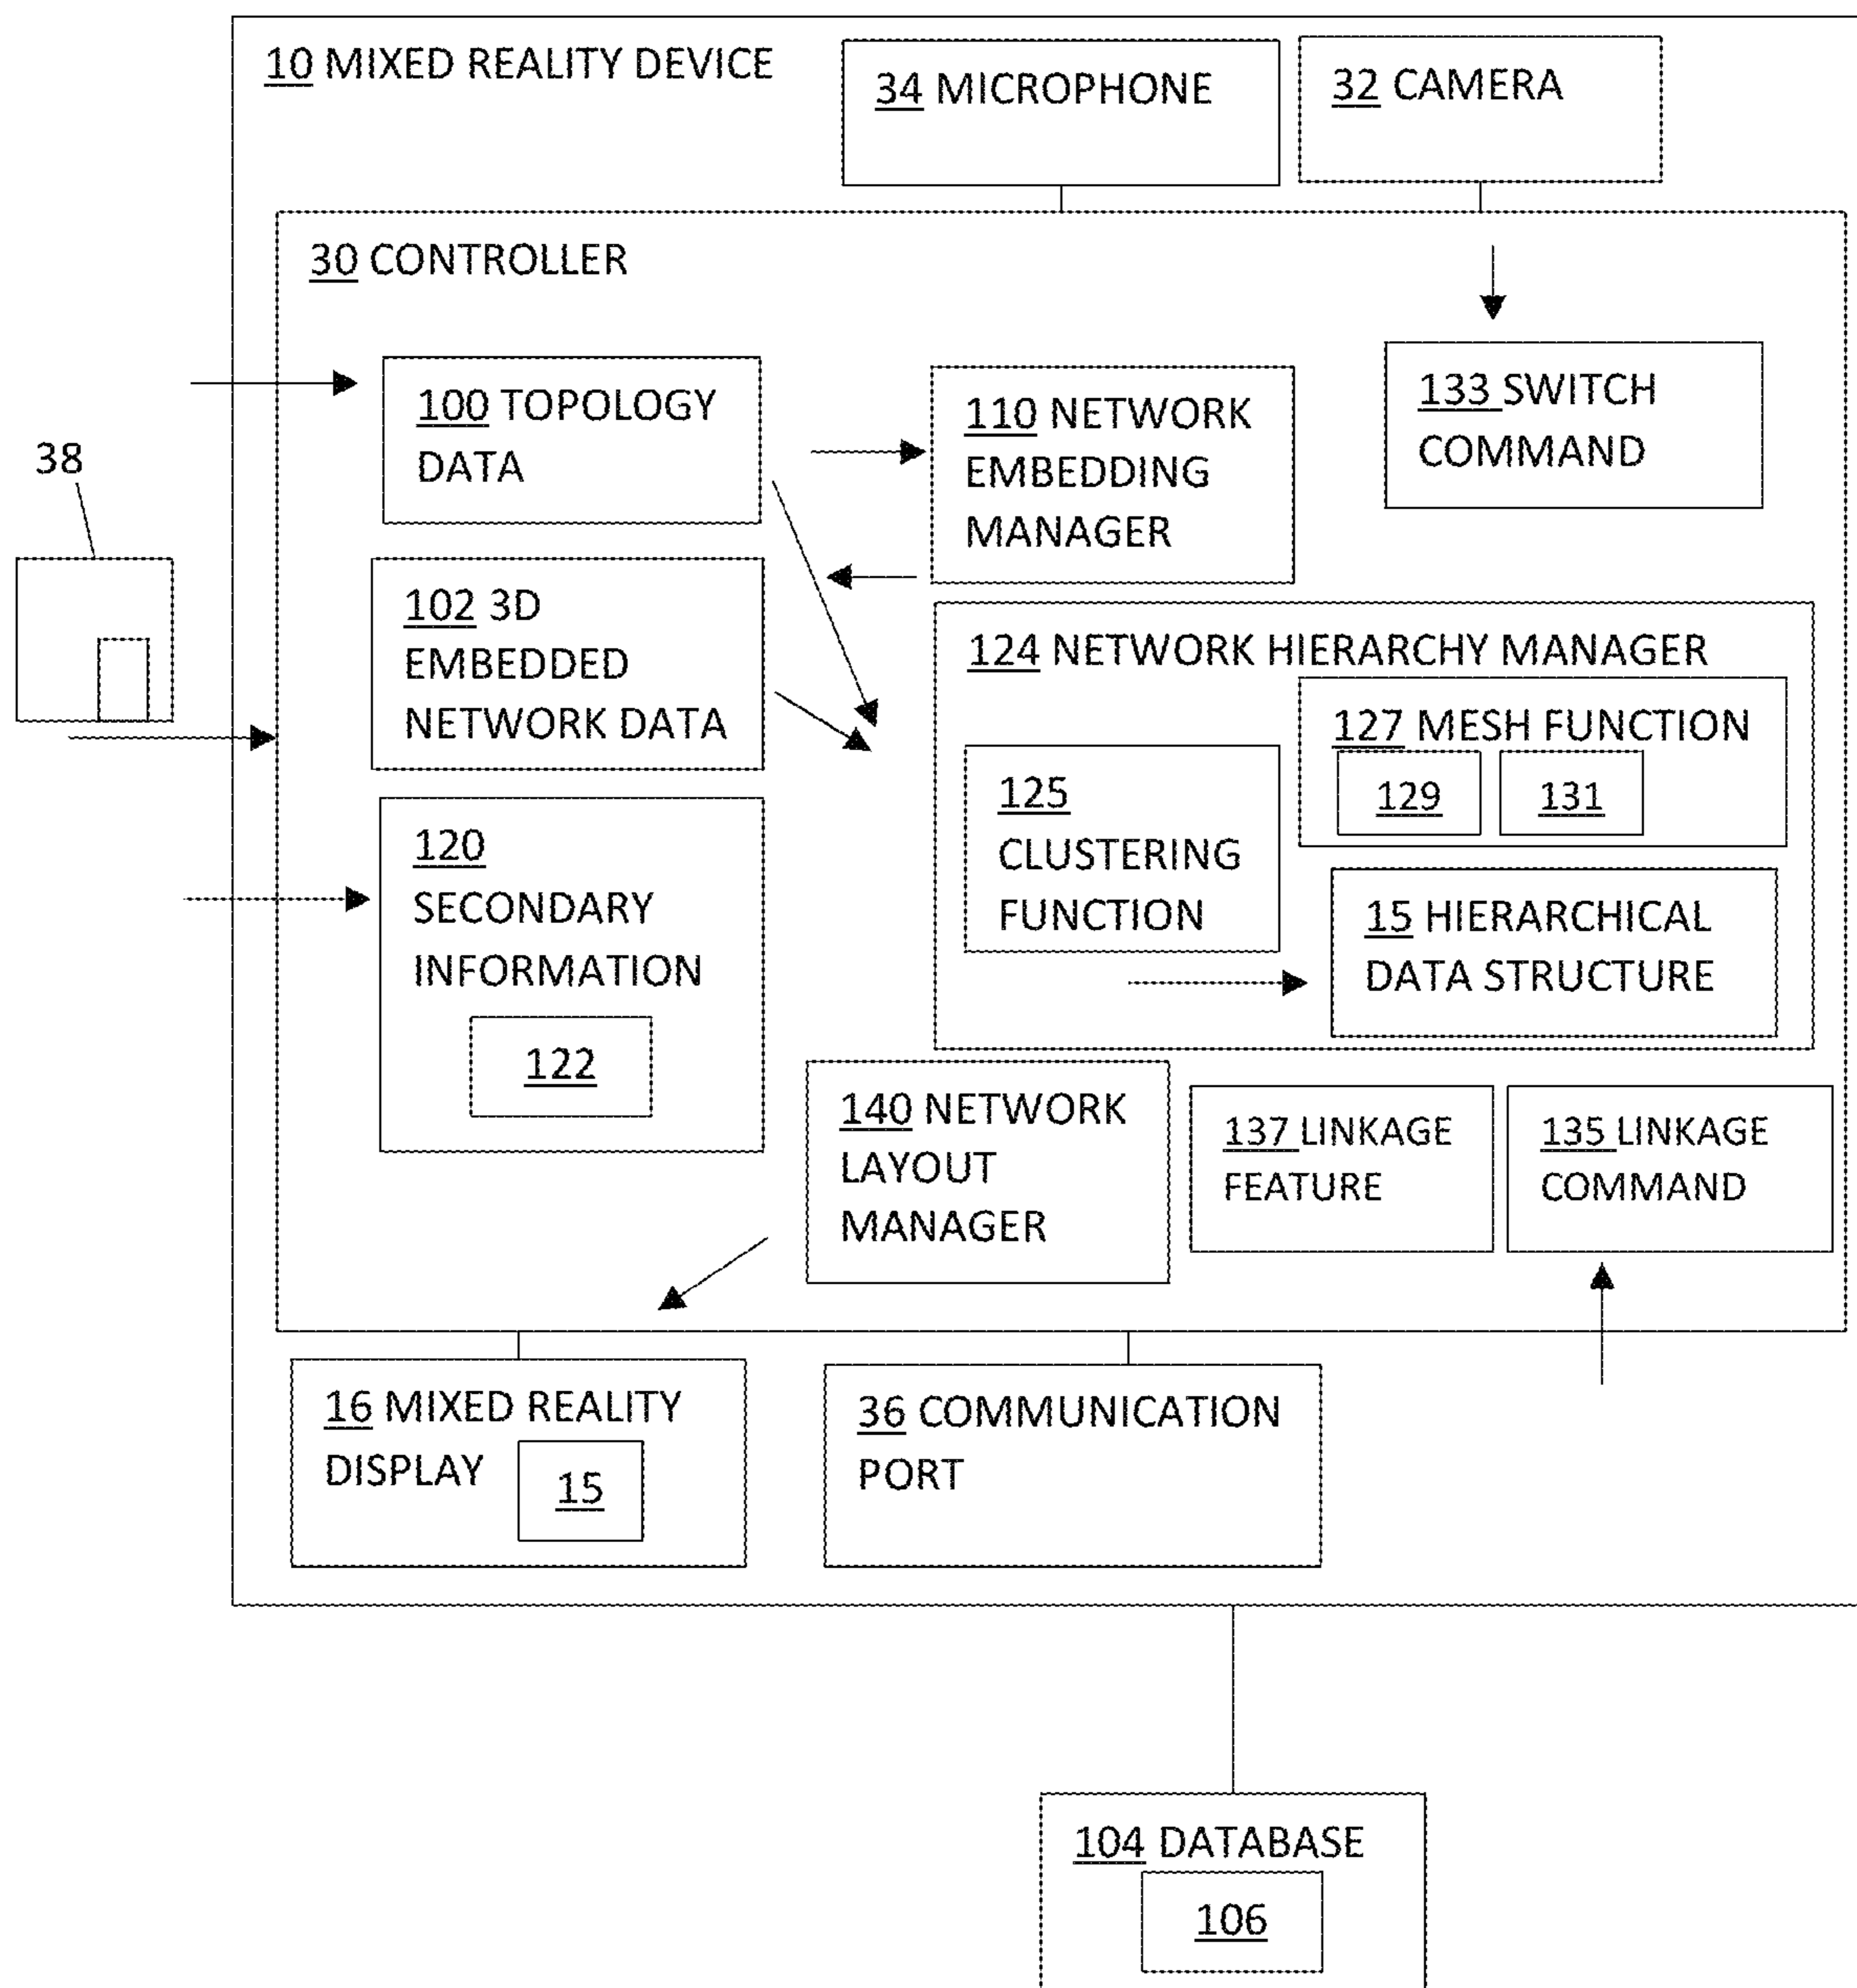 10 MIXED REALITY DEVICE
34 MICROPHONE
32 CAMERA
30 CONTROLLER
100 TOPOLOGY
DATA
110 NETWORK
EMBEDDING
MANAGER
133 SWITCH
COMMAND
38
102 3D
EMBEDDED
NETWORK DATA
124 NETWORK HIERARCHY MANAGER
127 MESH FUNCTION
129
131
125
CLUSTERING
FUNCTION
15 HIERARCHICAL
DATA STRUCTURE
120
SECONDARY
INFORMATION
122
140 NETWORK
LAYOUT
MANAGER
137 LINKAGE
FEATURE
135 LINKAGE
COMMAND
16 MIXED REALITY
DISPLAY
15
36 COMMUNICATION
PORT
104 DATABASE
106